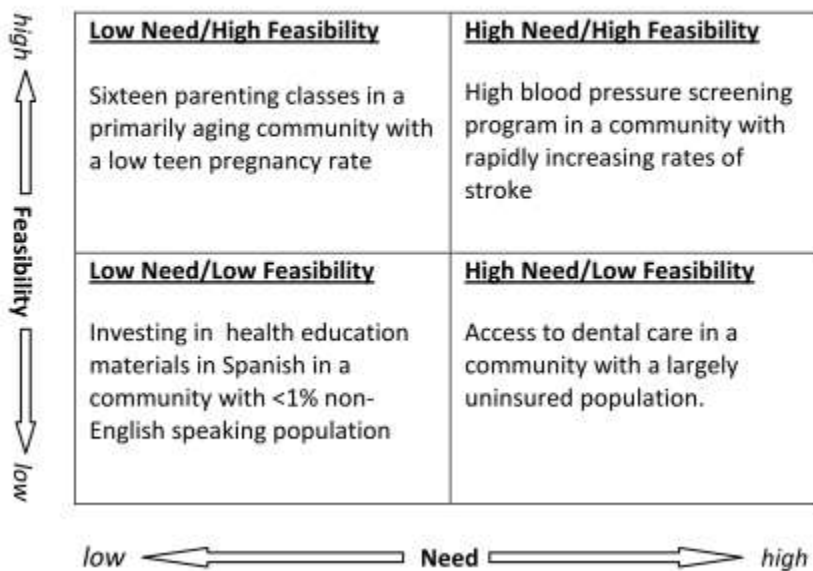 high
Feasibility
low
Low Need/High Feasibility
Sixteen parenting classes in a
primarily aging community with
a low teen pregnancy rate
High Need/High Feasibility
High blood pressure screening
program in a community with
rapidly increasing rates of
stroke
Low Need/Low Feasibility
Investing in health education
materials in Spanish in a
community with <1% non-
English speaking population
High Need/Low Feasibility
Access to dental care in a
community with a largely
uninsured population.
low Need high